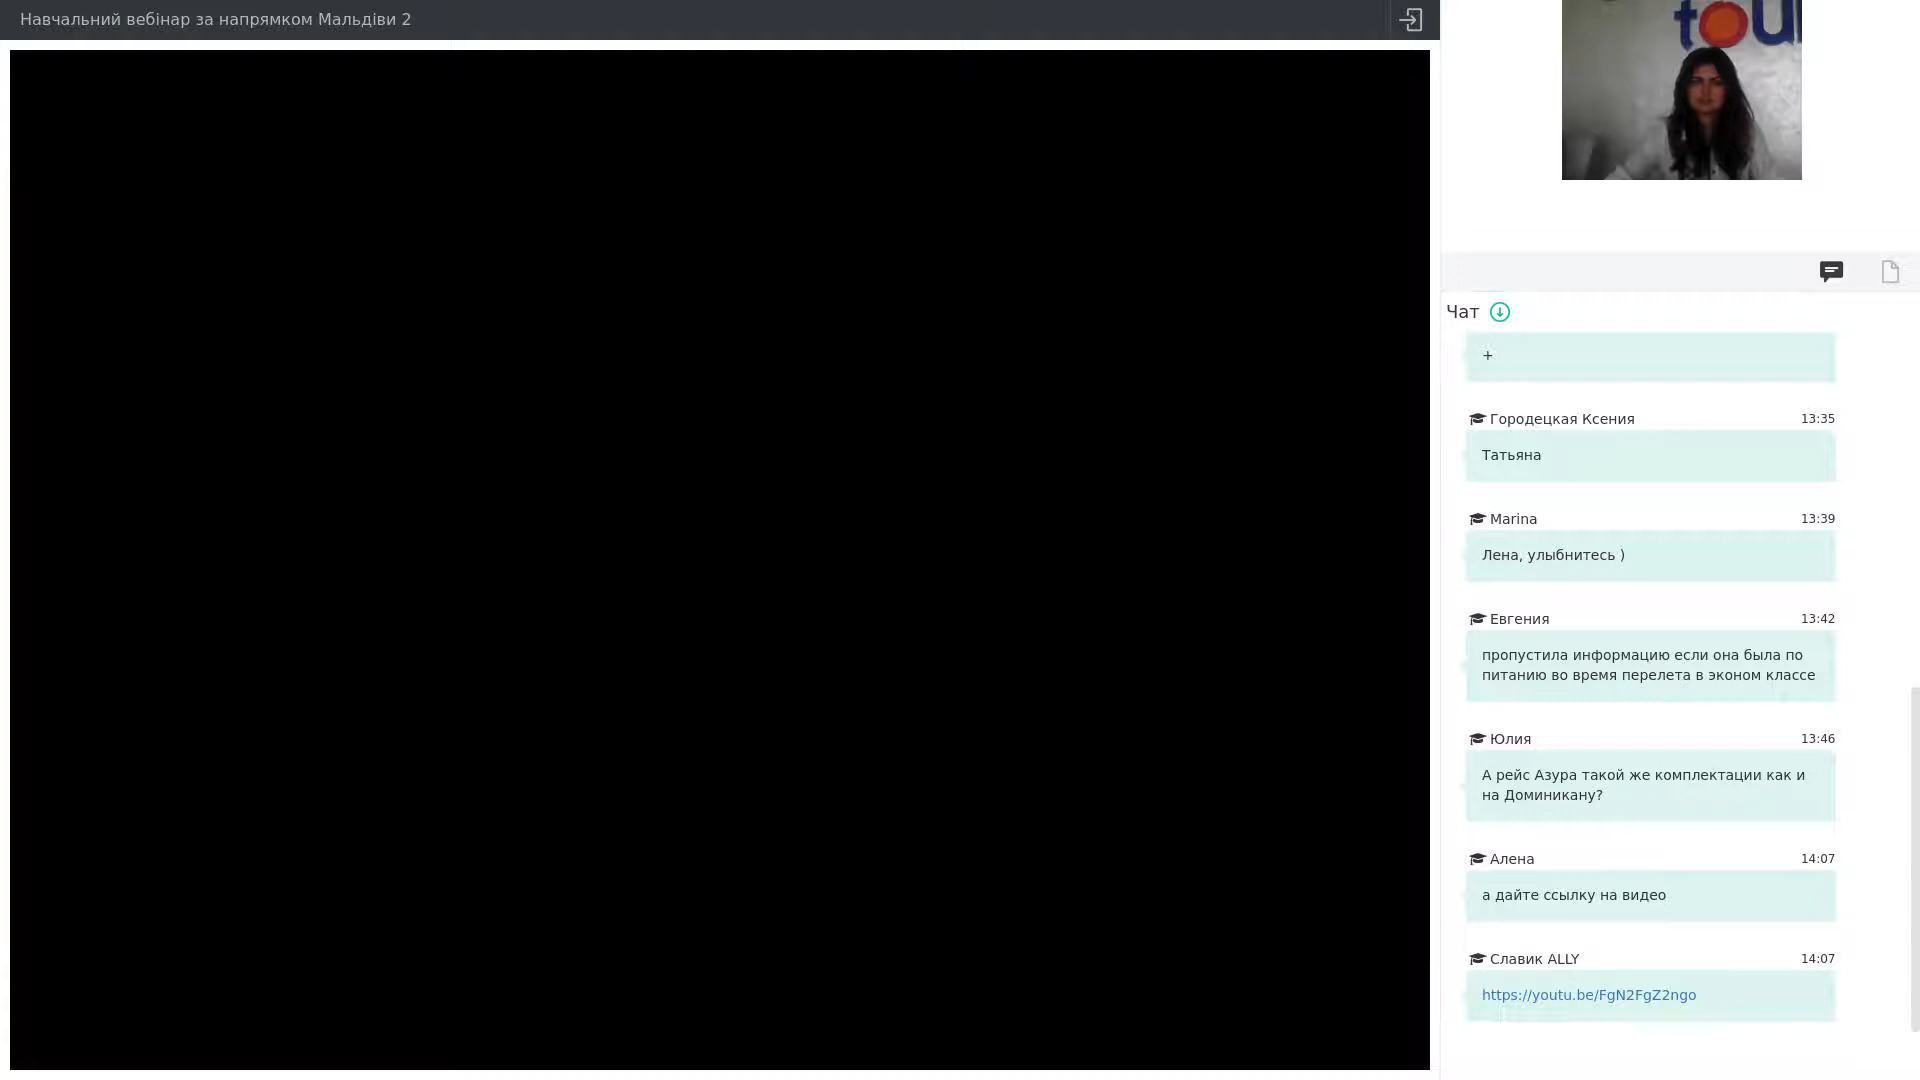 Навчальний вебінар за напрямком Мальдіви 2
tou
Чат
+
Городецкая Ксения 13:35
Татьяна
Marina 13:39
Лена, улыбнитесь )
Евгения 13:42
пропустила информацию если она была по
питанию во время перелета в эконом классе
Юлия 13:46
А рейс Азура такой же комплектации как и
на Доминикану?
Алена 14:07
а дайте ссылку на видео
Славик ALLY 14:07
https://youtu.be/FgN2FgZ2ngo